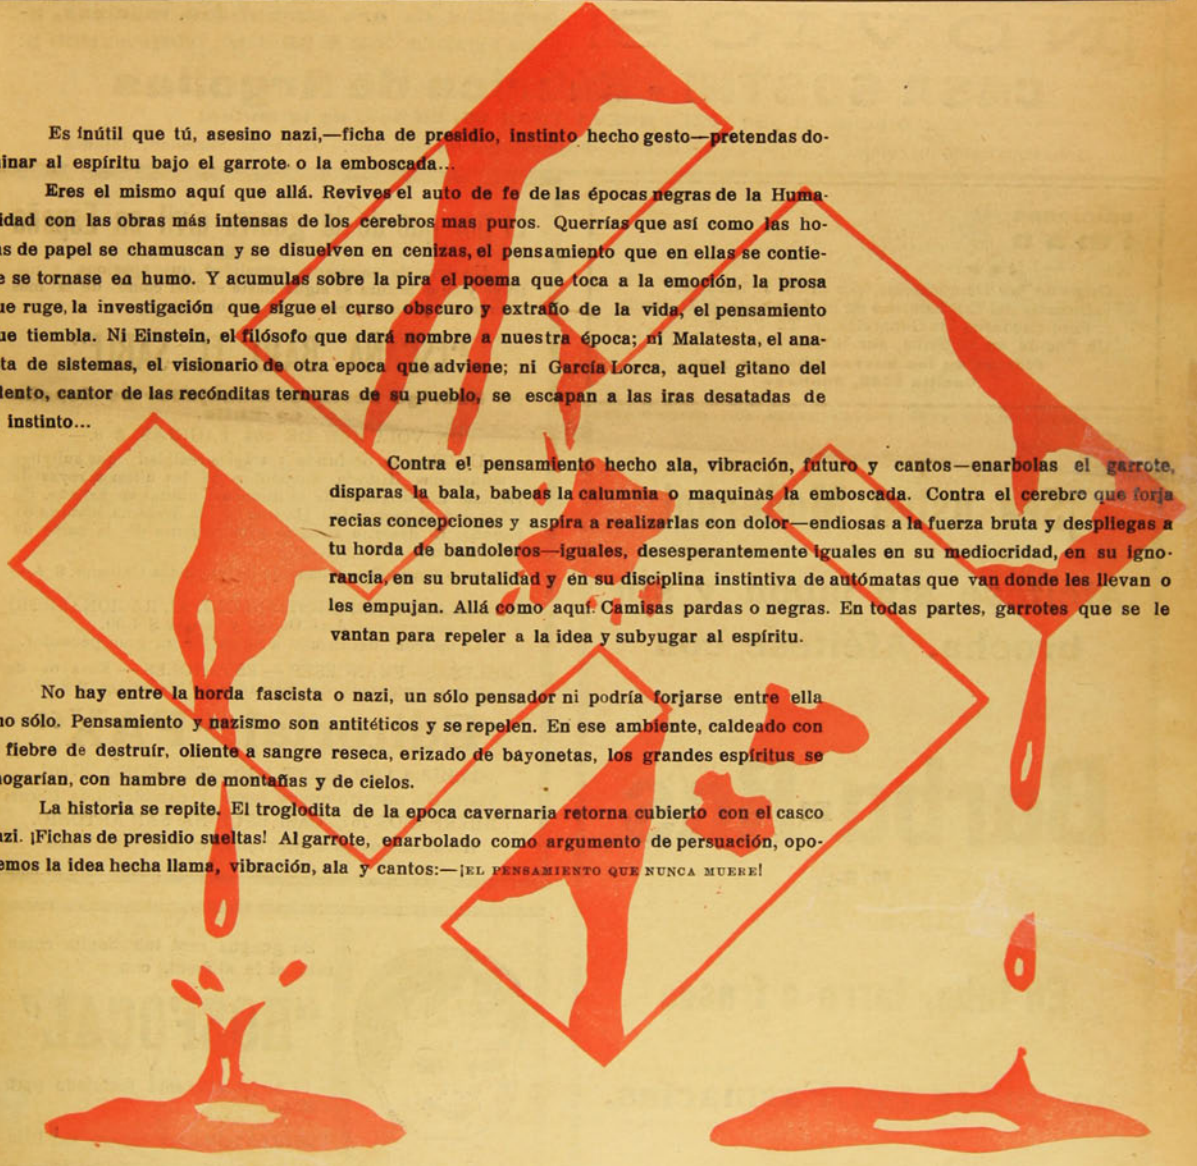 Es inútil que tú, asesino nazi,—ficha de presidio, instinto hecho gesto—pretendas do-
inar al espíritu bajo el garrote o la emboscada...
Eres el mismo aquí que allá. Revives el auto de fe de las épocas negras de la Huma-
idad con las obras más intensas de los cerebros mas puros. Querrías que así como las ho-
as de papel se chamuscan y se disuelven en cenizas, el pensamiento que en ellas se contie-
e se tornase en humo. Y acumulas sobre la pira el poema que toca a la emoción, la prosa
ue ruge, la investigación que sigue el curso obscuro y extraño de la vida, el pensamiento
ue tiembla. Ni Einstein, el filósofo que dará nombre a nuestra época; ni Malatesta, el ana-
ta de sistemas, el visionario de otra epoca que adviene; ni García Lorca, aquel gitano del
lento, cantor de las recónditas ternuras de su pueblo, se escapan a las iras desatadas de
instinto...
Contra el pensamiento hecho ala, vibración, futuro y cantos—enarbolas el garrote,
disparas la bala, babeas la calumnia o maquinas la emboscada. Contra el cerebro que forja
recias concepciones y aspira a realizarlas con dolor—endiosas a la fuerza bruta y despliegas a
tu horda de bandoleros—iguales, desesperantemente iguales en su mediocridad, en su igno-
rancia, en su brutalidad y en su disciplina instintiva de autómatas que van donde les llevan o
les empujan. Allá como aquí. Camisas pardas o negras. En todas partes, garrotes que se le
vantan para repeler a la idea y subyugar al espíritu.
No hay entre la horda fascista o nazi, un sólo pensador ni podría forjarse entre ella
no sólo. Pensamiento y nazismo son antitéticos y se repelen. En ese ambiente, caldeado con
fiebre de destruír, oliente a sangre reseca, erizado de bayonetas, los grandes espíritus se
hogarían, con hambre de montañas y de cielos.
La historia se repite. El troglodita de la epoca cavernaria retorna cubierto con el casco
azi. ¡Fichas de presidio sueltas! Al garrote, enarbolado como argumento de persuación, opo-
emos la idea hecha llama, vibración, ala y cantos:—¡EL PENSAMIENTO QUE NUNCA MUERE!